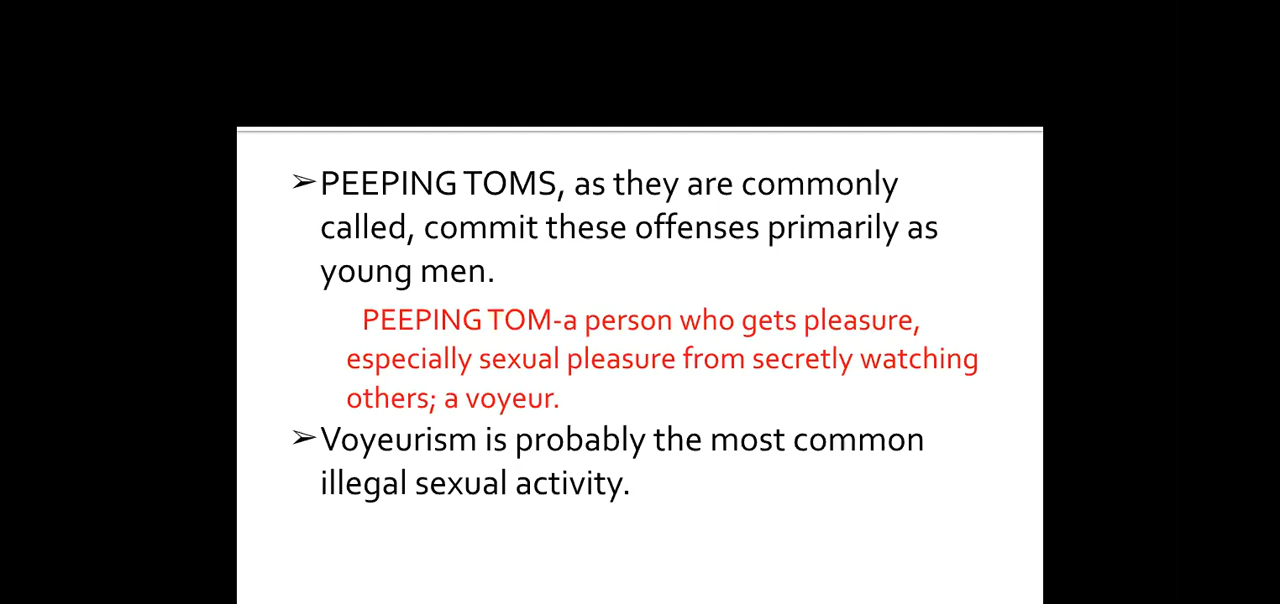 ➢PEEPING TOMS, as they are commonly
called, commit these offenses primarily as
young men.
PEEPING TOM-a person who gets pleasure,
especially sexual pleasure from secretly watching
others; a voyeur.
➢Voyeurism is probably the most common
illegal sexual activity.